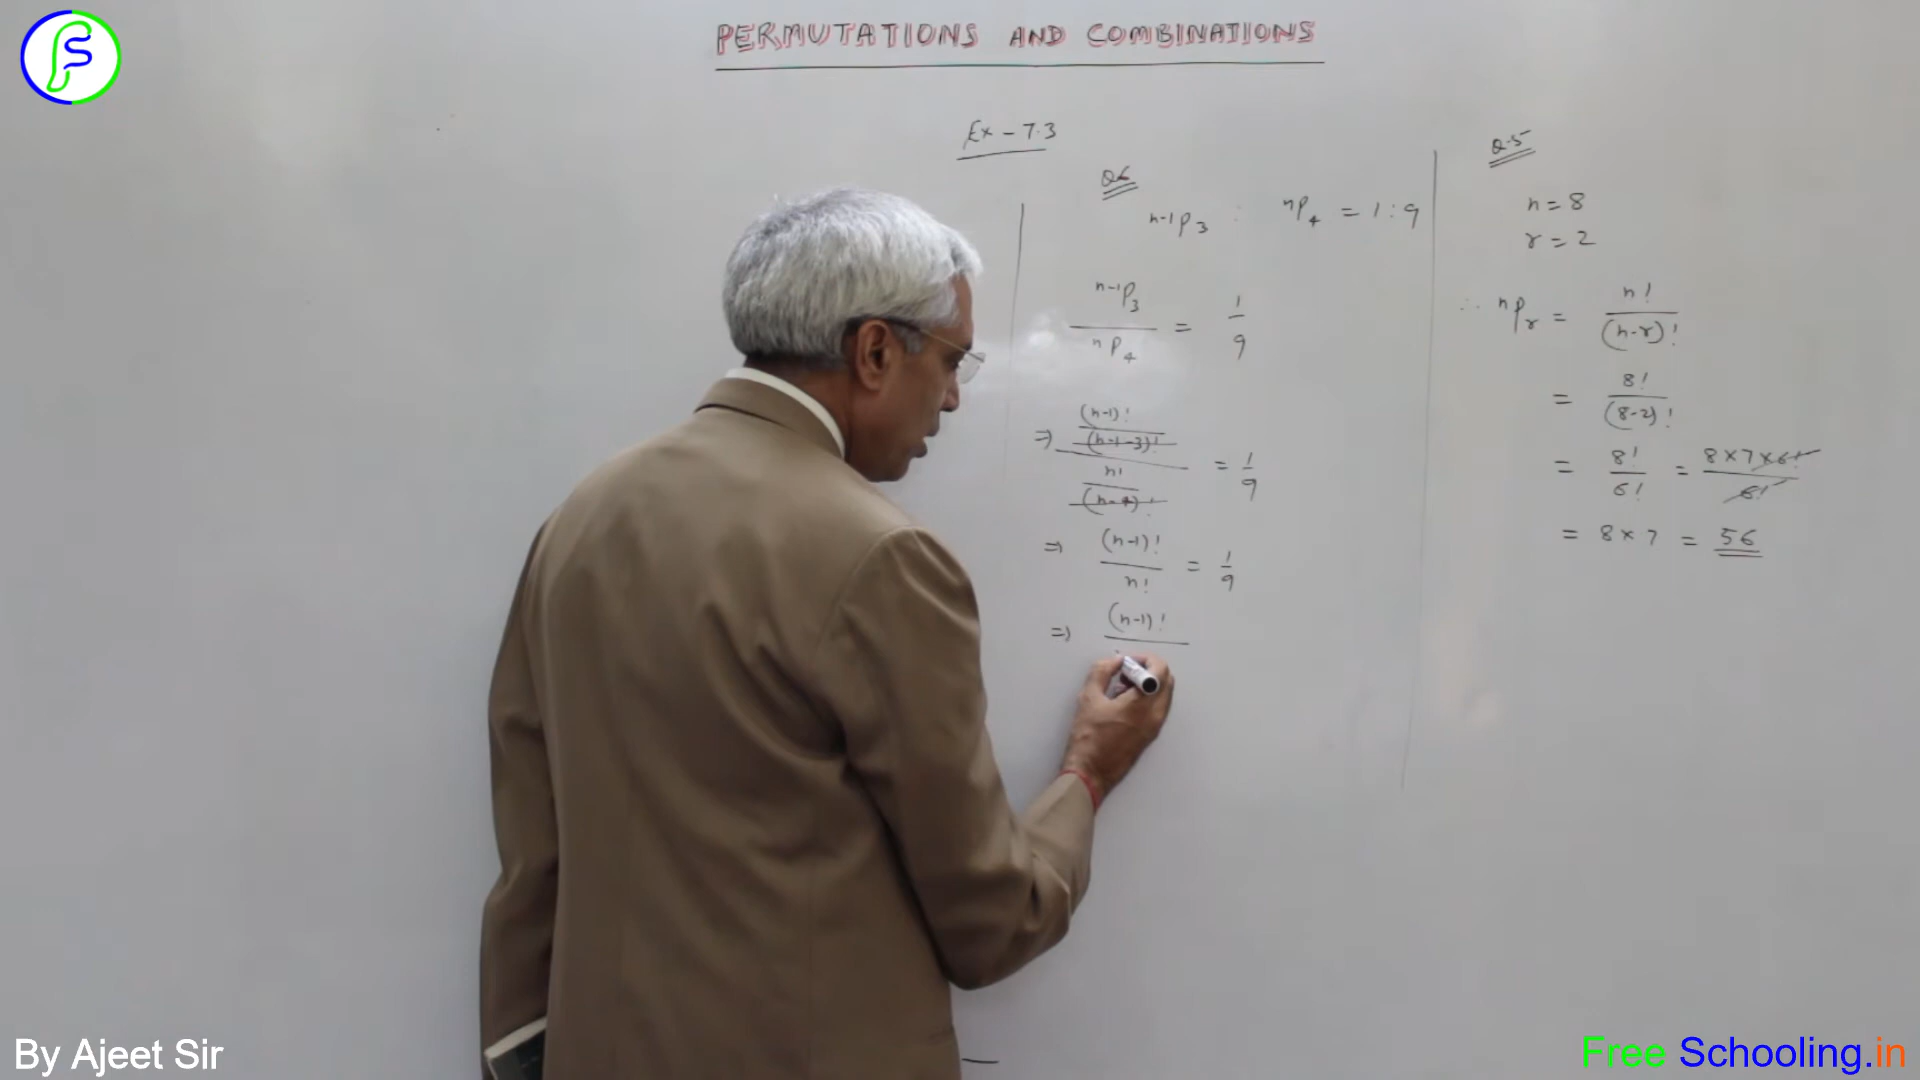 PERMUTATIONS AND COMBINATIONS
Ex - 7.3
Q6
n-1p3 : np4 = 1:9
n-1p3 / np4 = 1/9
=> (n-1)! / (n-1-3)! / n! / (n-4)! = 1/9
=> (n-1)! / n! = 1/9
=> (n-1)!
Q.5
n = 8
r = 2
∴ npr = n! / (n-r)!
= 8! / (8-2)!
= 8! / 6! = 8×7×6! / 6!
= 8×7 = 56
By Ajeet Sir
Free Schooling.in